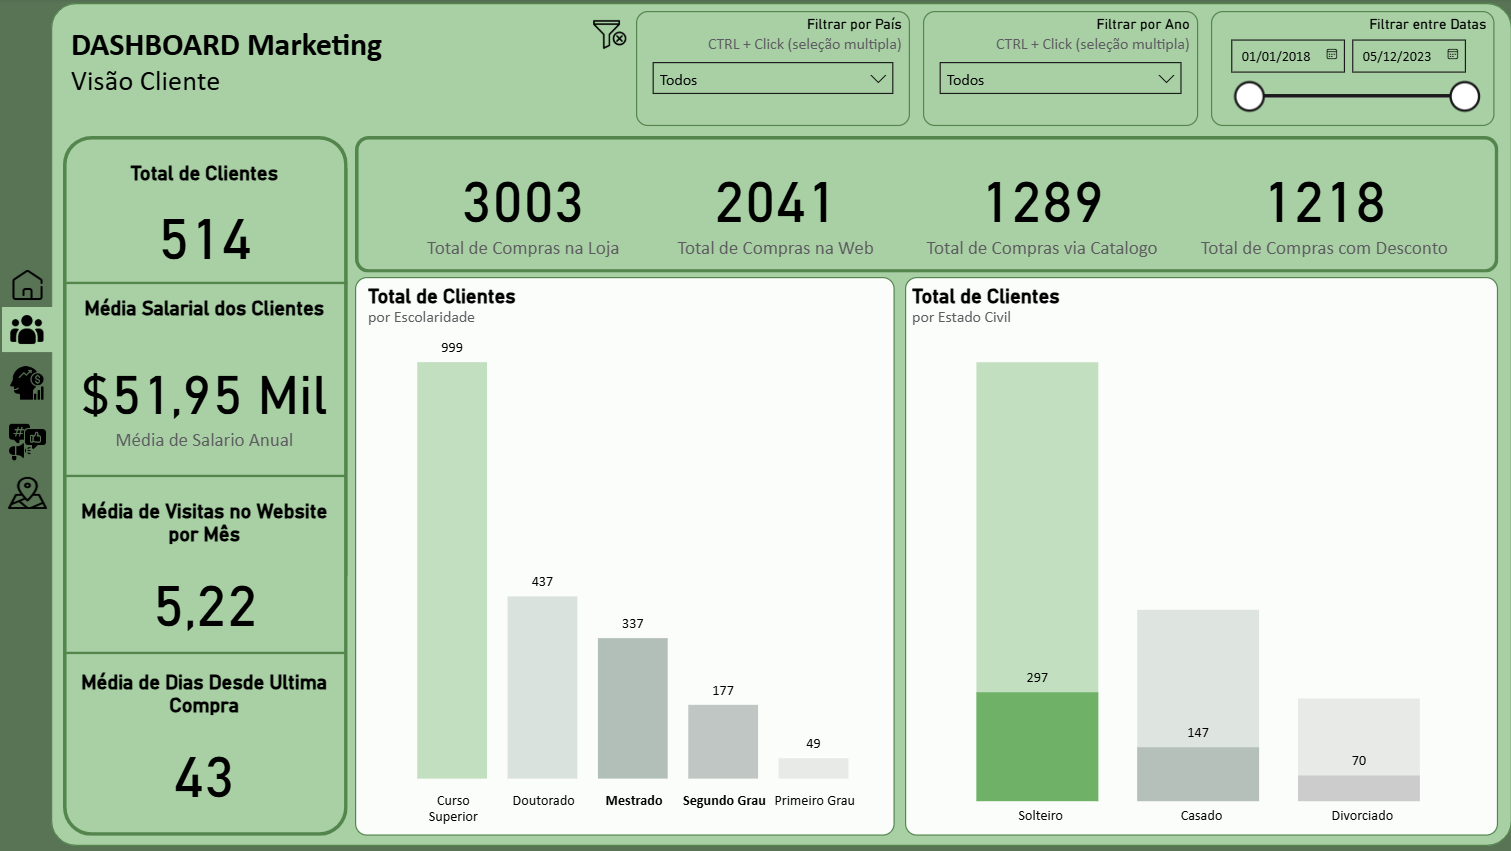 DASHBOARD Marketing
Visão Cliente
Filtrar por País
CTRL + Click (seleção multipla)
Todos
Filtrar por Ano
CTRL + Click (seleção multipla)
Todos
Filtrar entre Datas
01/01/2018
05/12/2023
Total de Clientes
514
Média Salarial dos Clientes
$51,95 Mil
Média de Salario Anual
Média de Visitas no Website
por Mês
5,22
Média de Dias Desde Ultima
Compra
43
3003
Total de Compras na Loja
2041
Total de Compras na Web
1289
Total de Compras via Catalogo
1218
Total de Compras com Desconto
Total de Clientes
por Escolaridade
999
437
337
177
49
Curso
Superior
Doutorado
Mestrado
Segundo Grau
Primeiro Grau
Total de Clientes
por Estado Civil
297
147
70
Solteiro
Casado
Divorciado